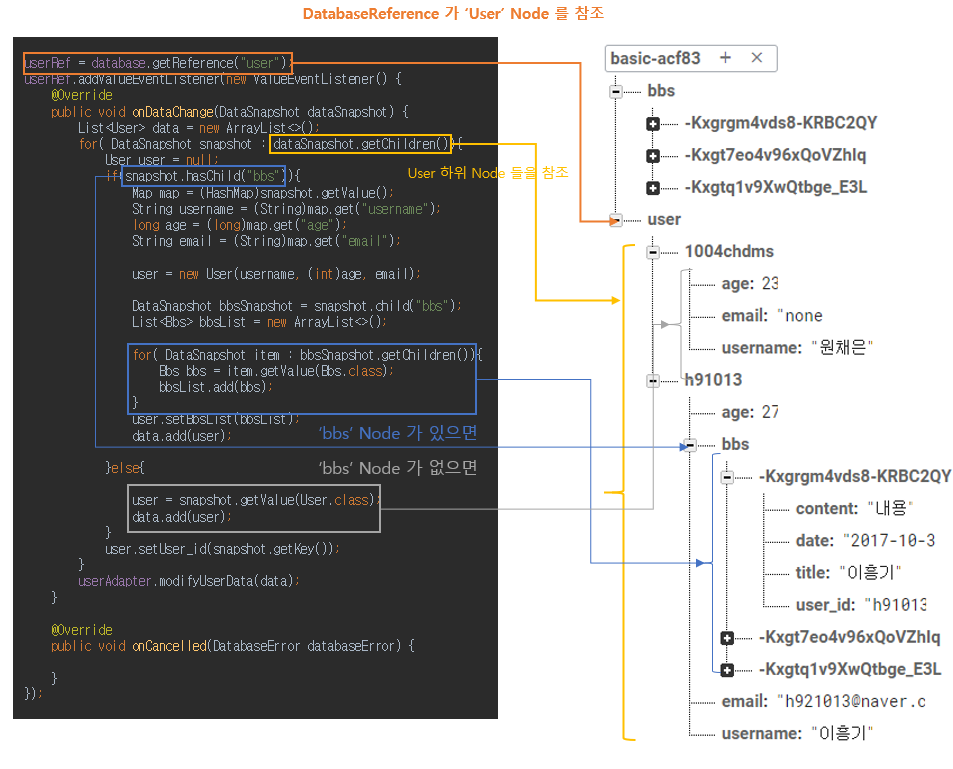 DatabaseReference 가 ‘User’ Node 를 참조
userRef = database.getReference("user");
userRef.addValueEventListener(new ValueEventListener() {
@Override
public void onDataChange(DataSnapshot dataSnapshot) {
List<User> data = new ArrayList<>();
for( DataSnapshot snapshot : dataSnapshot.getChildren()){
User user = null;
if(snapshot.hasChild("bbs")){
User 하위 Node 들을 참조
Map map = (HashMap)snapshot.getValue();
String username = (String)map.get("username");
long age = (long)map.get("age");
String email = (String)map.get("email");
user = new User(username, (int)age, email);
DataSnapshot bbsSnapshot = snapshot.child("bbs");
List<Bbs> bbsList = new ArrayList<>();
for( DataSnapshot item : bbsSnapshot.getChildren()){
Bbs bbs = item.getValue(Bbs.class);
bbsList.add(bbs);
}
user.setBbsList(bbsList);
data.add(user);
‘bbs’ Node 가 있으면
}else{
‘bbs’ Node 가 없으면
user = snapshot.getValue(User.class);
data.add(user);
}
user.setUser_id(snapshot.getKey());
}
userAdapter.modifyUserData(data);
}
@Override
public void onCancelled(DatabaseError databaseError) {
}
});
basic-acf83 + ×
bbs
-Kxgrgm4vds8-KRBC2QY
-Kxgt7eo4v96xQoVZhIq
-Kxgtq1v9XwQtbge_E3L
user
1004chdms
age: 23
email: "none
username: "원채은"
h91013
age: 27
bbs
-Kxgrgm4vds8-KRBC2QY
content: "내용"
date: "2017-10-3
title: "이흥기"
user_id: "h91013
-Kxgt7eo4v96xQoVZhIq
-Kxgtq1v9XwQtbge_E3L
email: "h921013@naver.c
username: "이흥기"